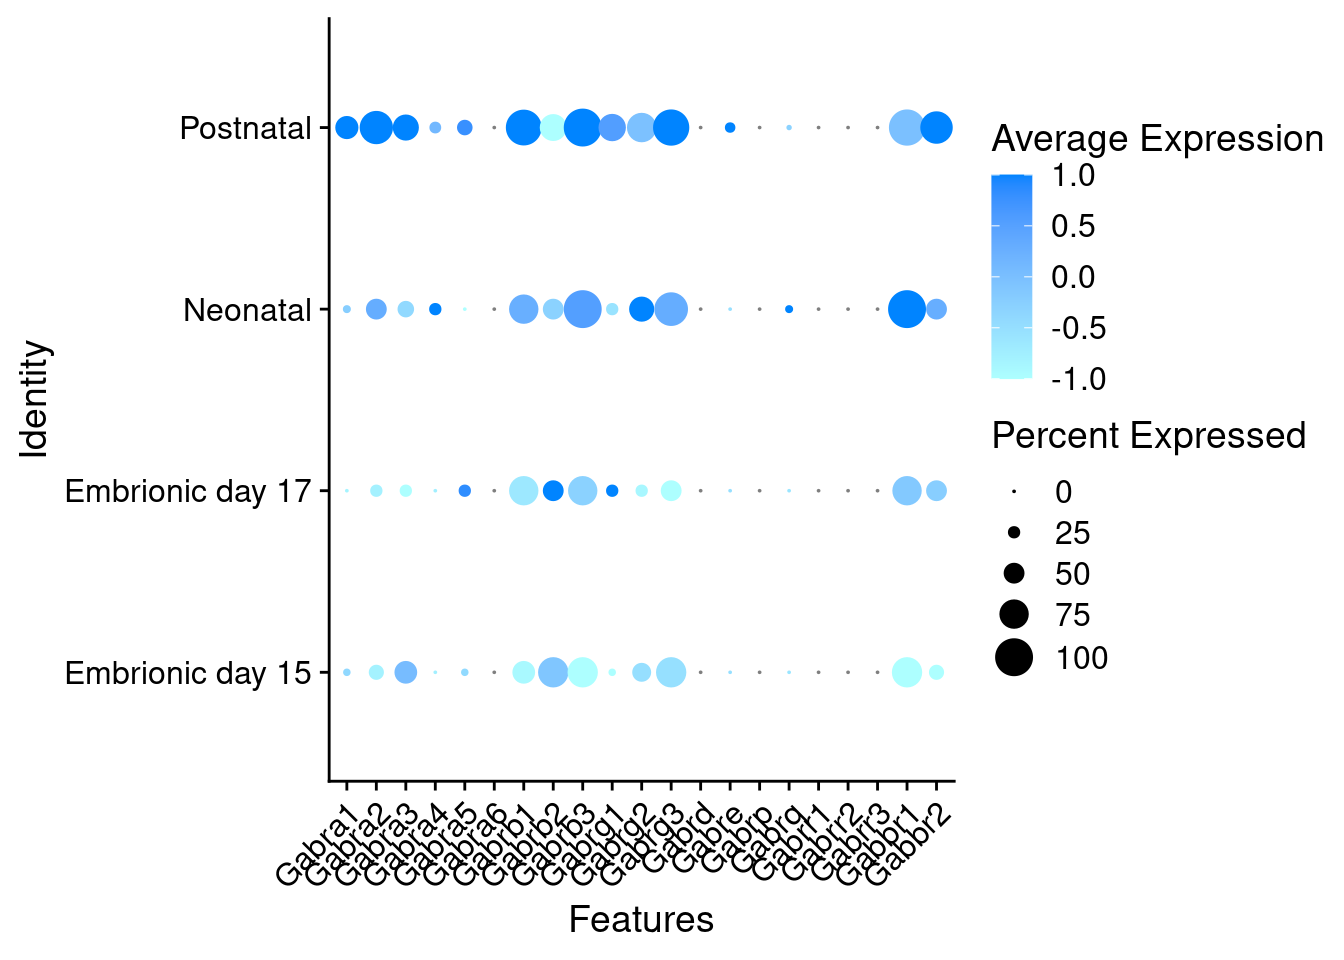 Postnatal
Neonatal
Embrionic day 17
Embrionic day 15
Identity
Gabra1
Gabra2
Gabra3
Gabra4
Gabra5
Gabra6
Gabrb1
Gabrb2
Gabrb3
Gabrg1
Gabrg2
Gabrg3
Gabrd
Gabre
Gabrp
Gabrq
Gabrr1
Gabrr2
Gabrr3
Gabbr1
Gabbr2
Features
Average Expression
1.0
0.5
0.0
-0.5
-1.0
Percent Expressed
0
25
50
75
100